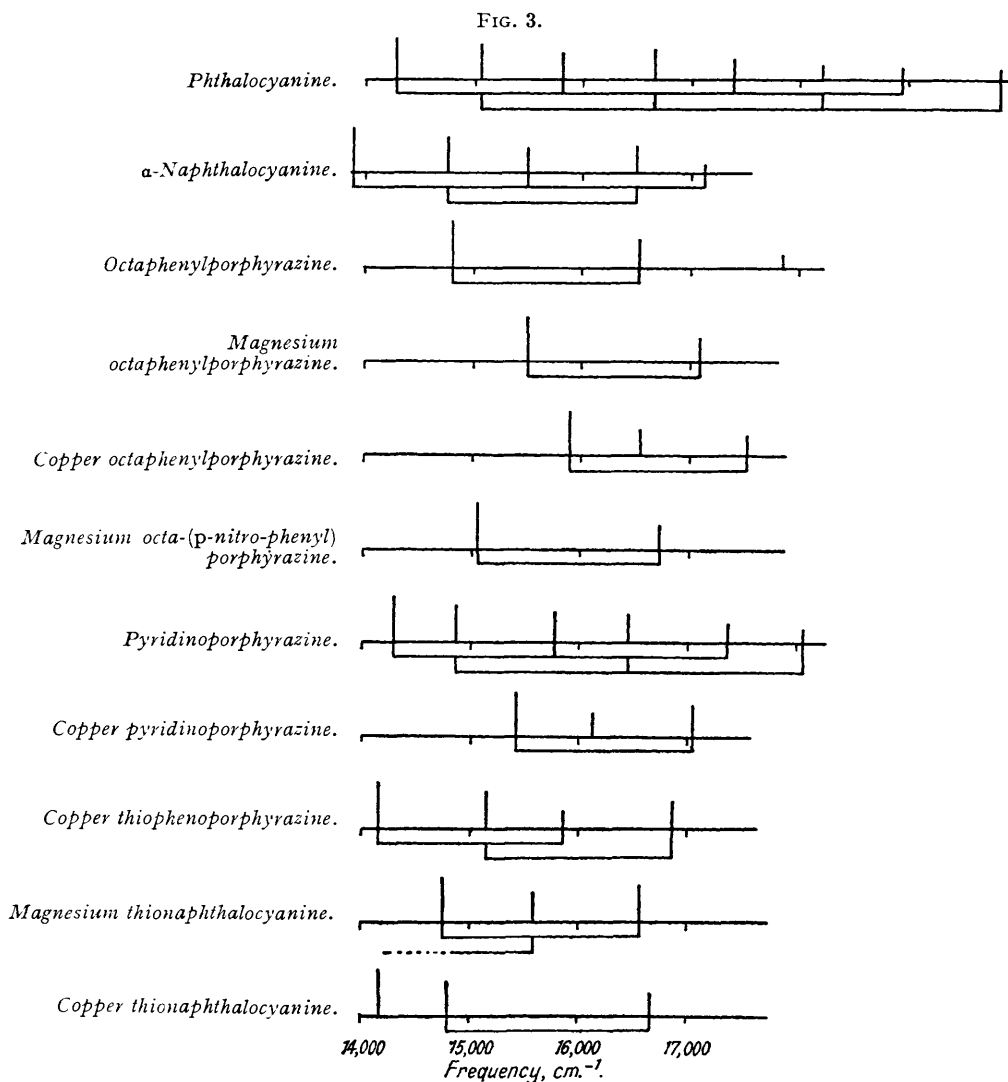 FIG. 3.
Phthalocyanine.
α-Naphthalocyanine.
Octaphenylporphyrazine.
Magnesium
octaphenylporphyrazine.
Copper octaphenylporphyrazine.
Magnesium octa-(p-nitro-phenyl)
porphyrazine.
Pyridinoporphyrazine.
Copper pyridinoporphyrazine.
Copper thiophenoporphyrazine.
Magnesium thionaphthalocyanine.
Copper thionaphthalocyanine.
14,000 15,000 16,000 17,000
Frequency, cm.⁻¹.